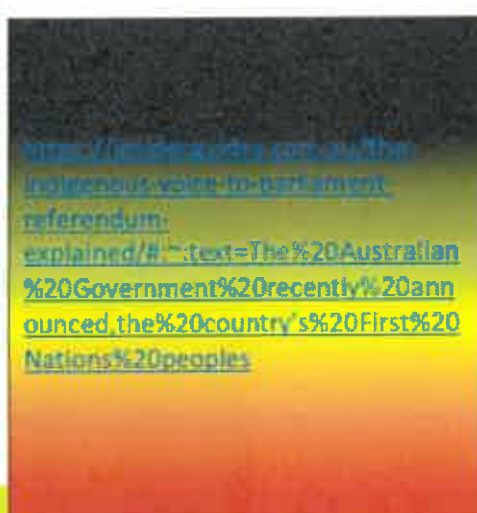 indigenous-voice-to-parliament-
referendum-
explained/#:~:text=The%20Australian
%20Government%20recently%20ann
ounced,the%20country's%20First%20
Nations%20peoples